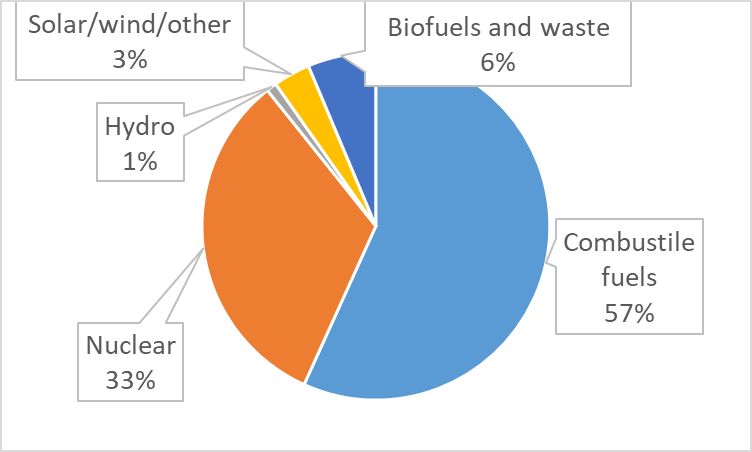 Solar/wind/other
3%
Biofuels and waste
6%
Hydro
1%
Combustile
fuels
57%
Nuclear
33%